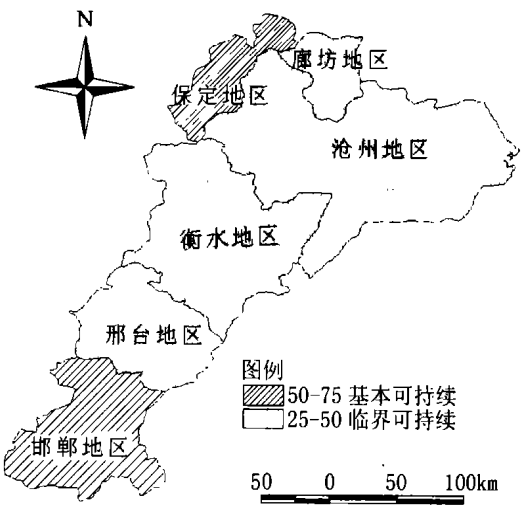 N
廊坊地区
保定地区
沧州地区
衡水地区
邢台地区
图例
50-75 基本可持续
25-50 临界可持续
邯郸地区
50 0 50 100km